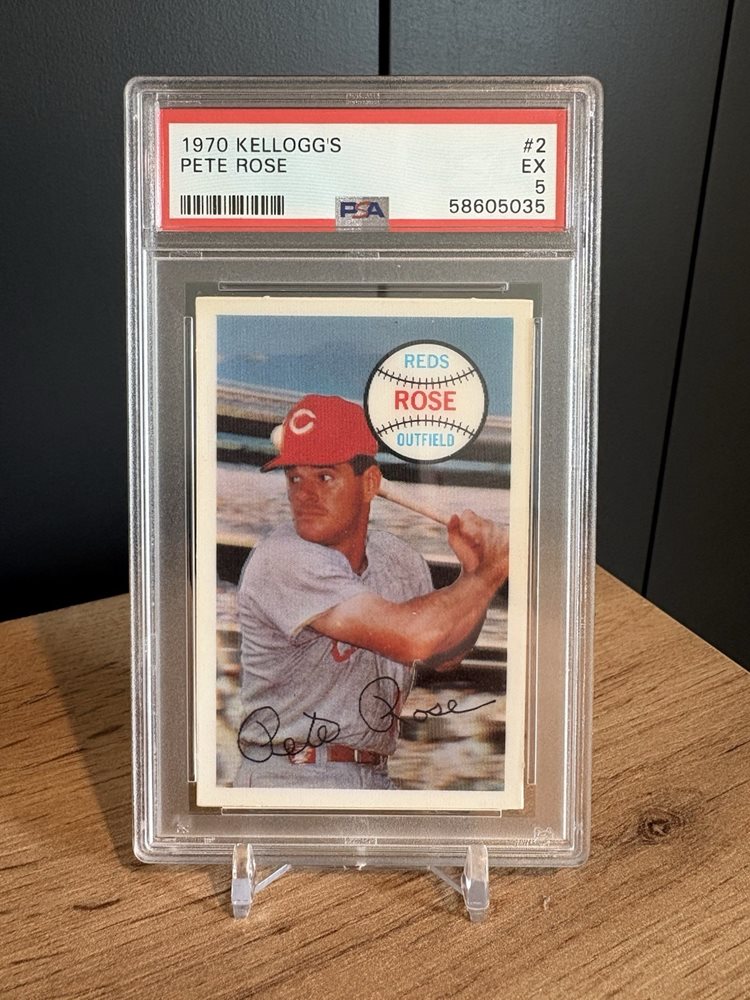 1970 KELLOGG'S #2
PETE ROSE EX
5
PSA 58605035
REDS
ROSE
OUTFIELD
C
Pete Rose